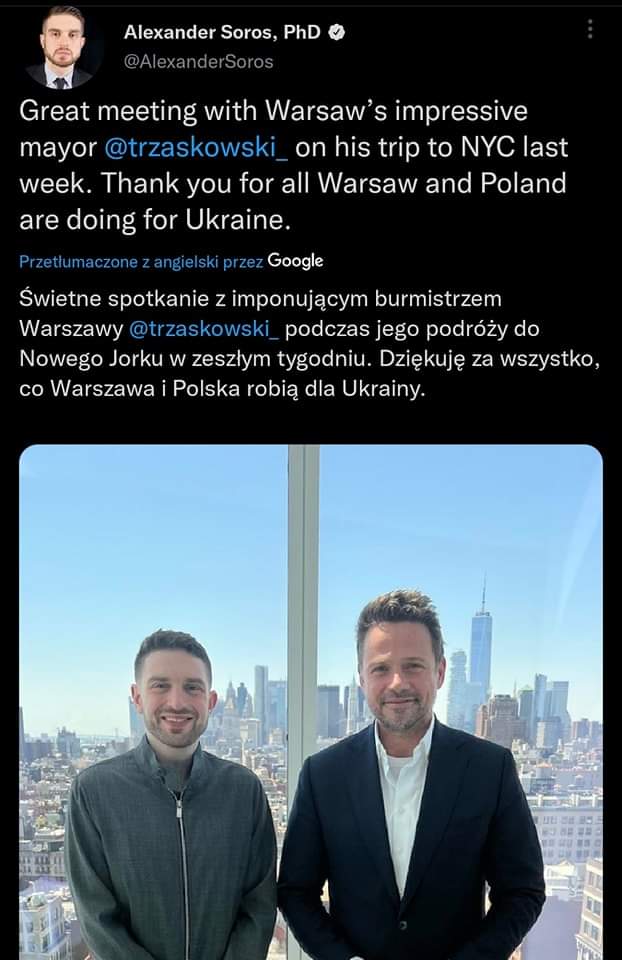 Alexander Soros, PhD
@AlexanderSoros
Great meeting with Warsaw’s impressive
mayor @trzaskowski_ on his trip to NYC last
week. Thank you for all Warsaw and Poland
are doing for Ukraine.
Przetłumaczone z angielski przez Google
Świetne spotkanie z imponującym burmistrzem
Warszawy @trzaskowski_ podczas jego podróży do
Nowego Jorku w zeszłym tygodniu. Dziękuję za wszystko,
co Warszawa i Polska robią dla Ukrainy.